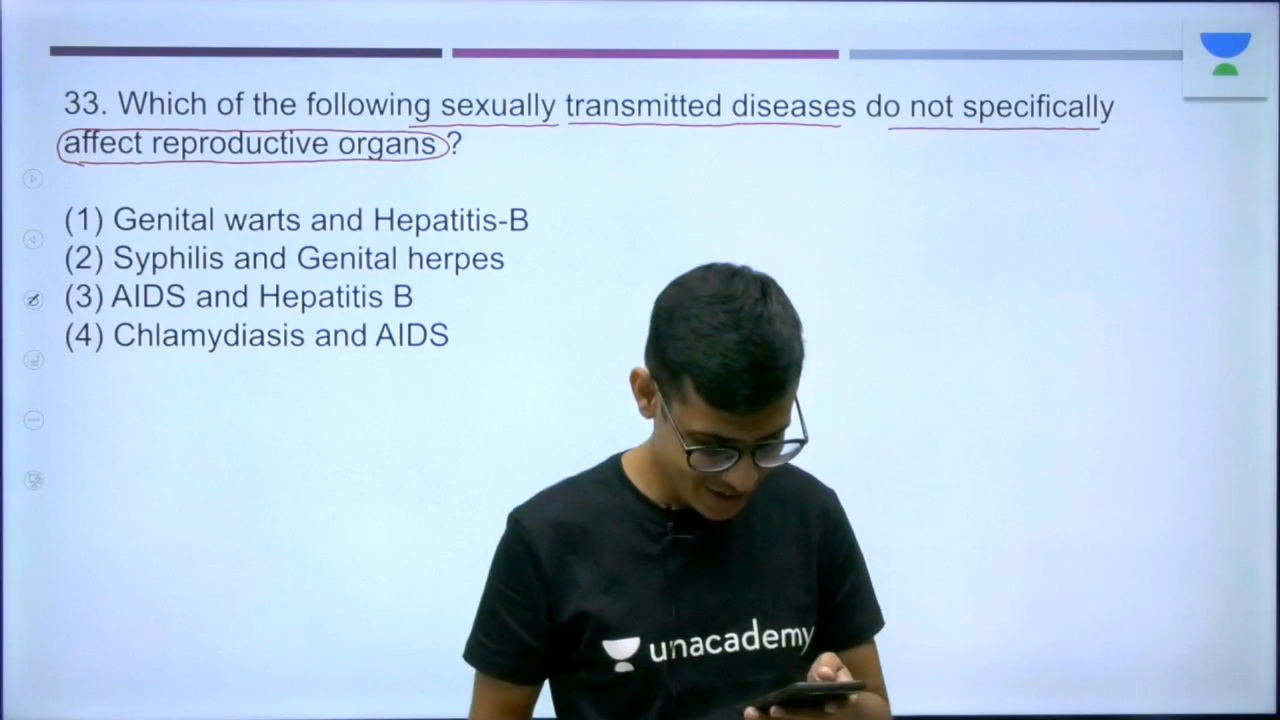 33. Which of the following sexually transmitted diseases do not specifically
affect reproductive organs ?
(1) Genital warts and Hepatitis-B
(2) Syphilis and Genital herpes
(3) AIDS and Hepatitis B
(4) Chlamydiasis and AIDS
unacademy